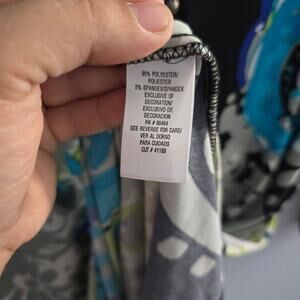 95% POLYESTER/
POLIESTER
5% SPANDEX/SPANDEX
EXCLUSIVE OF
DECORATION/
EXCLUSIVO DE
DECORACION
RN # 66464
SEE REVERSE FOR CARE/
VER AL DORSO
PARA CUIDADO
CUT # 41169